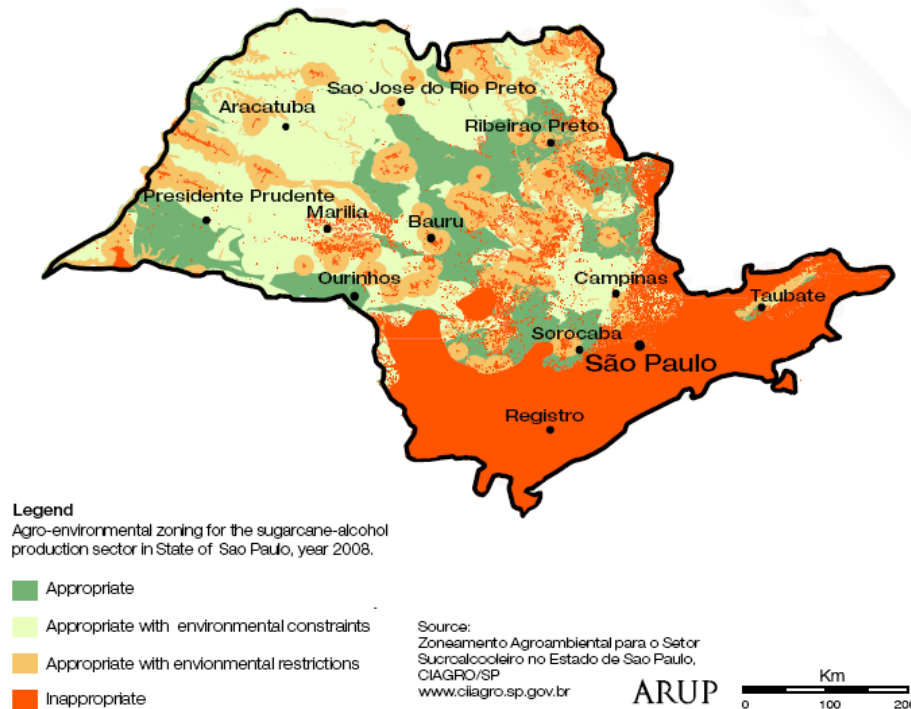 Sao Jose do Rio Preto
Aracatuba
Ribeirao Preto
Presidente Prudente
Marilia
Bauru
Ourinhos
Campinas
Taubate
Sorocaba
São Paulo
Registro
Legend
Agro-environmental zoning for the sugarcane-alcohol
production sector in State of Sao Paulo, year 2008.
Appropriate
Appropriate with environmental constraints
Appropriate with envionmental restrictions
Inappropriate
Source:
Zoneamento Agroambiental para o Setor
Sucroalcooleiro no Estado de Sao Paulo,
CIAGRO/SP
www.ciiagro.sp.gov.br
ARUP
Km
0 100 200